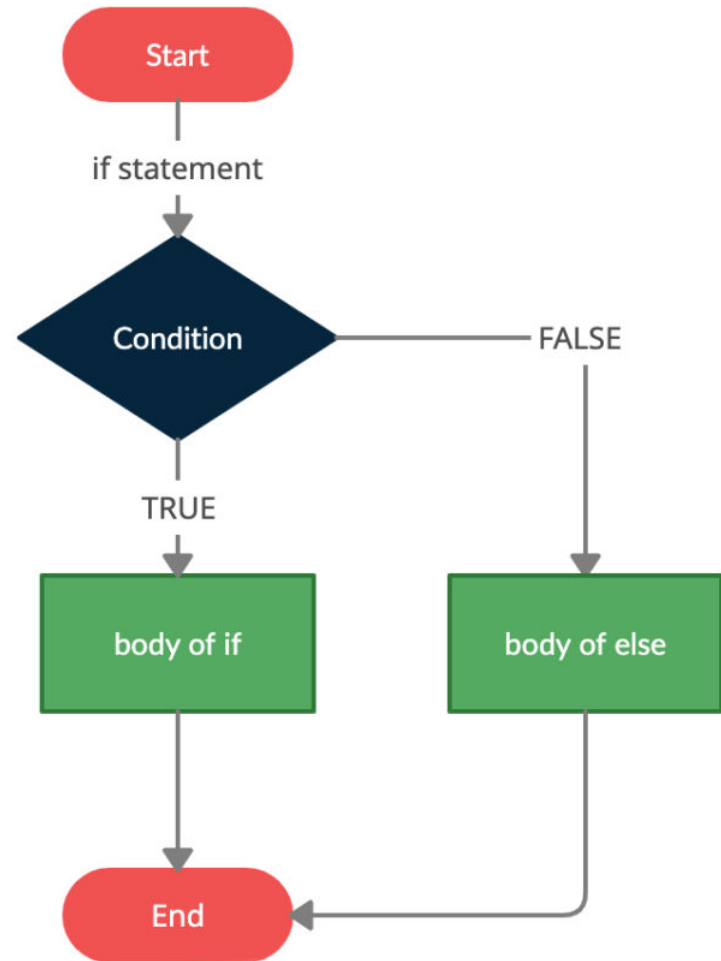 Start
if statement
Condition
FALSE
TRUE
body of if
body of else
End